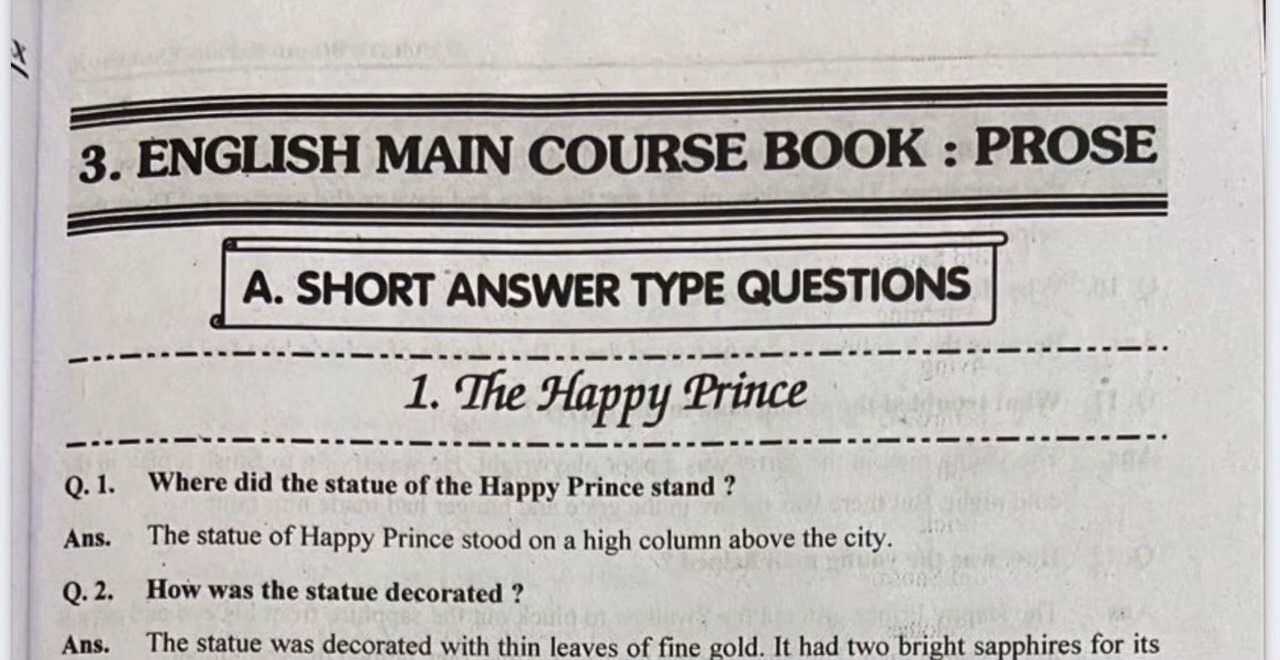 3. ENGLISH MAIN COURSE BOOK : PROSE
A. SHORT ANSWER TYPE QUESTIONS
1. The Happy Prince
Q. 1. Where did the statue of the Happy Prince stand ?
Ans. The statue of Happy Prince stood on a high column above the city.
Q. 2. How was the statue decorated ?
Ans. The statue was decorated with thin leaves of fine gold. It had two bright sapphires for its